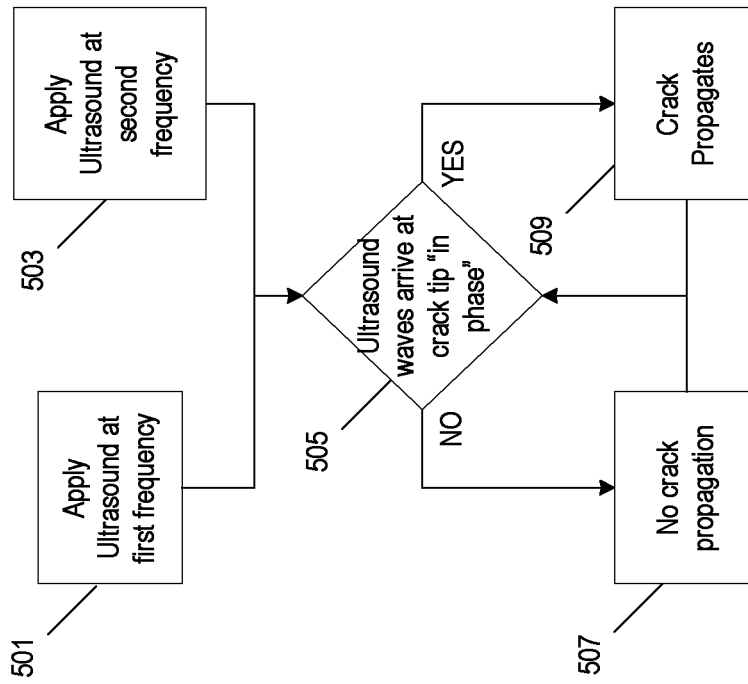 501
Apply
Ultrasound at
first frequency
503
Apply
Ultrasound at
second
frequency
505
Ultrasound
waves arrive at
crack tip “in
phase”
NO
YES
507
No crack
propagation
509
Crack
Propagates